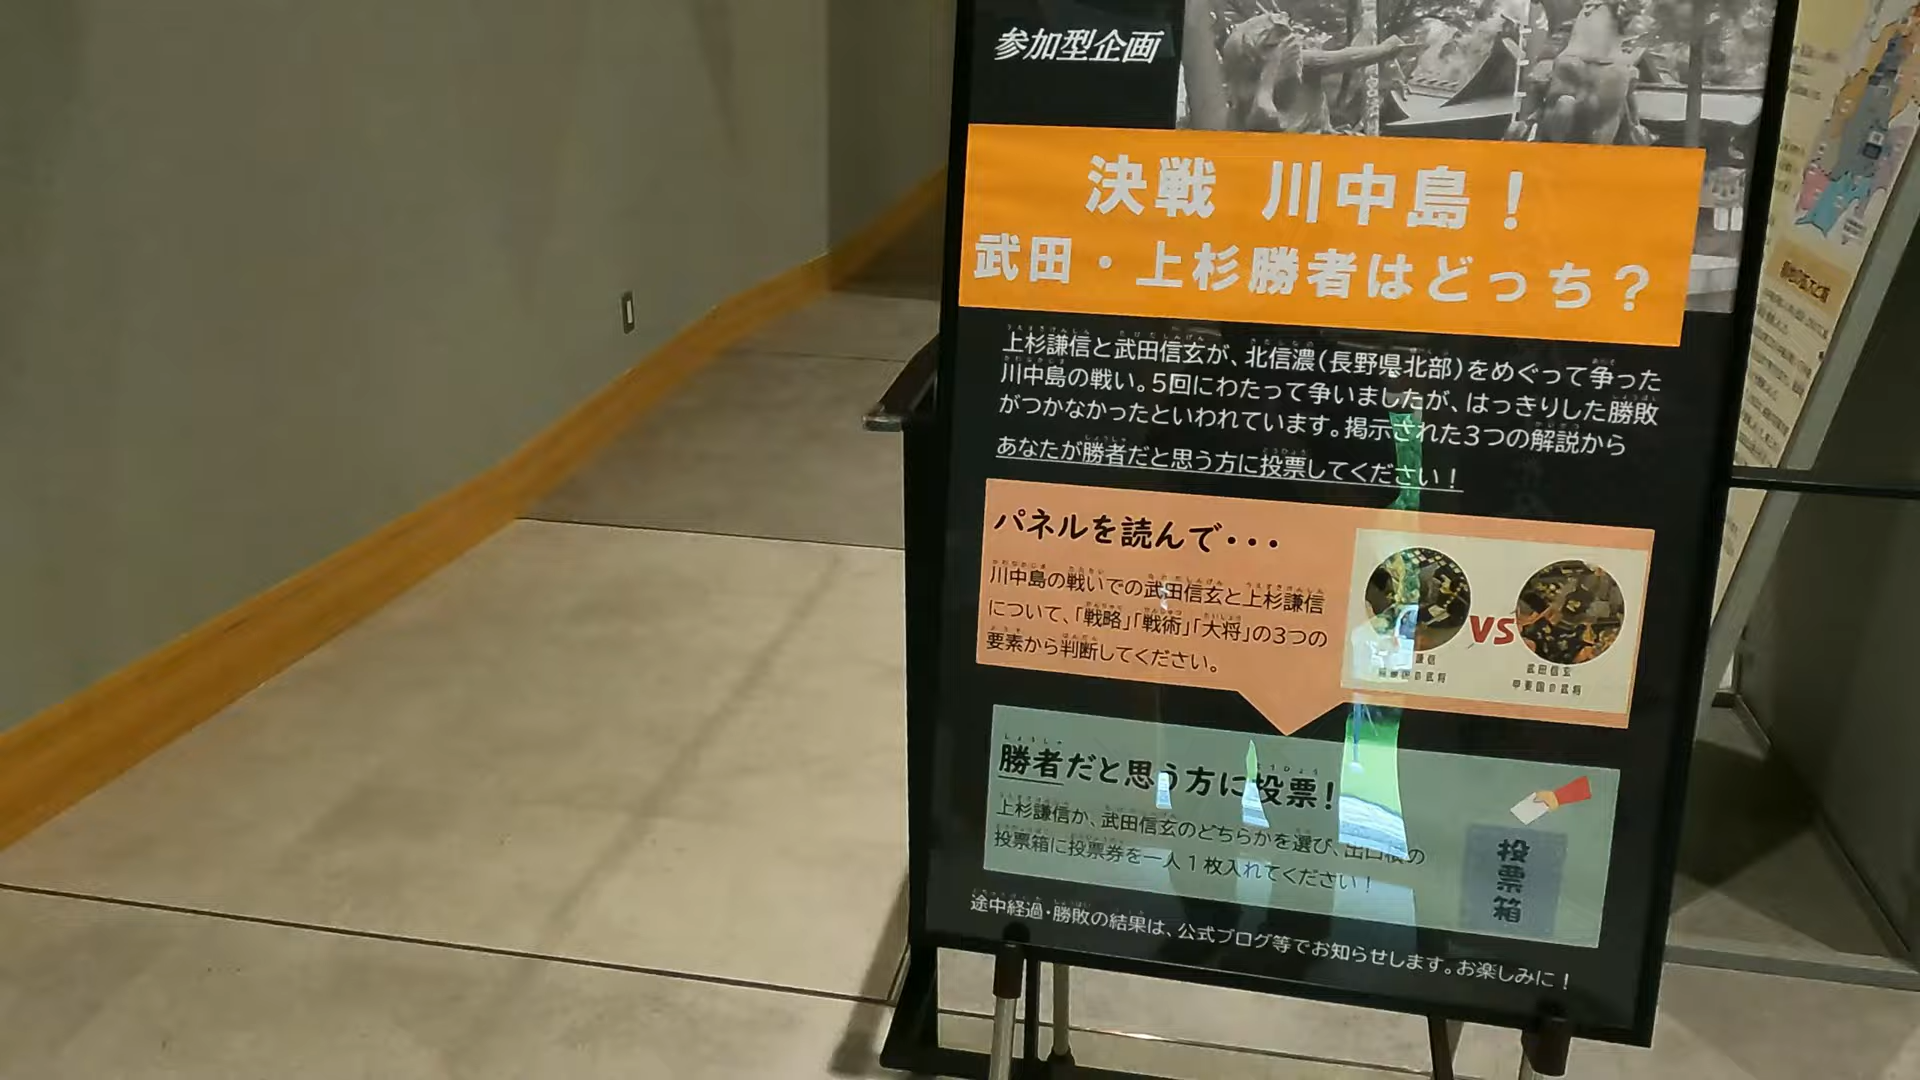 参加型企画
決戦 川中島！
武田・上杉勝者はどっち？
上杉謙信と武田信玄が、北信濃（長野県北部）をめぐって争った
川中島の戦い。5回にわたって争いましたが、はっきりした勝敗
がつかなかったといわれています。掲示された3つの解説から
あなたが勝者だと思う方に投票してください！
パネルを読んで・・・
川中島の戦いでの武田信玄と上杉謙信
について、「戦略」「戦術」「大将」の3つの
要素から判断してください。
VS
謙信
武田信玄
甲斐国の武将
勝者だと思う方に投票！
上杉謙信か、武田信玄のどちらかを選び、出口横の
投票箱に投票券を一人1枚入れてください！
投票箱
途中経過・勝敗の結果は、公式ブログ等でお知らせします。お楽しみに！